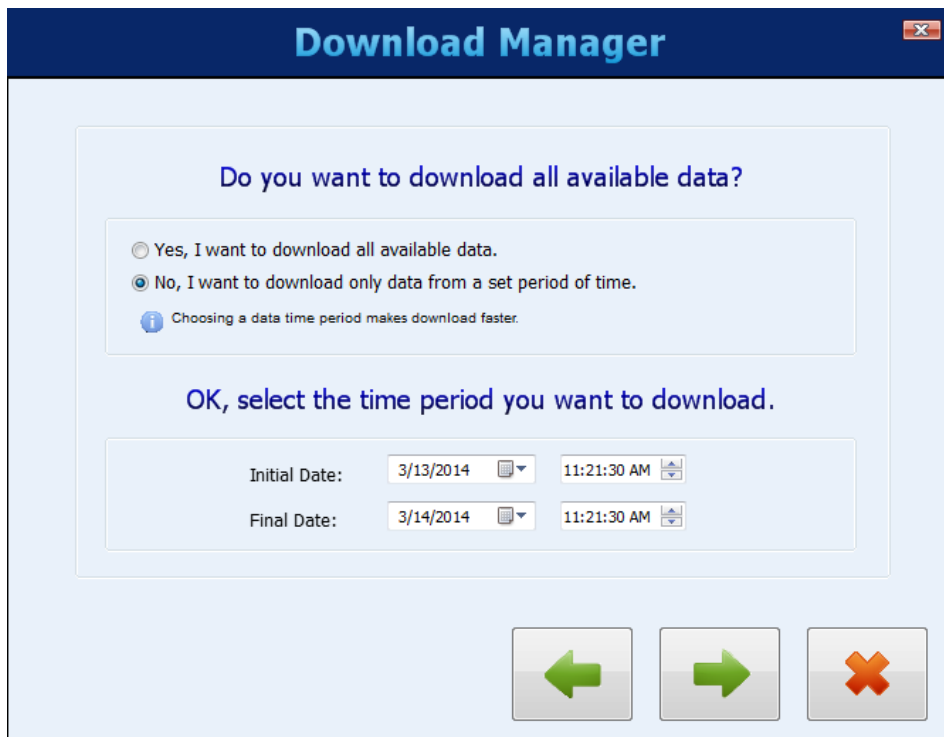 Download Manager
Do you want to download all available data?
Yes, I want to download all available data.
No, I want to download only data from a set period of time.
Choosing a data time period makes download faster.
OK, select the time period you want to download.
Initial Date: 3/13/2014 11:21:30 AM
Final Date: 3/14/2014 11:21:30 AM